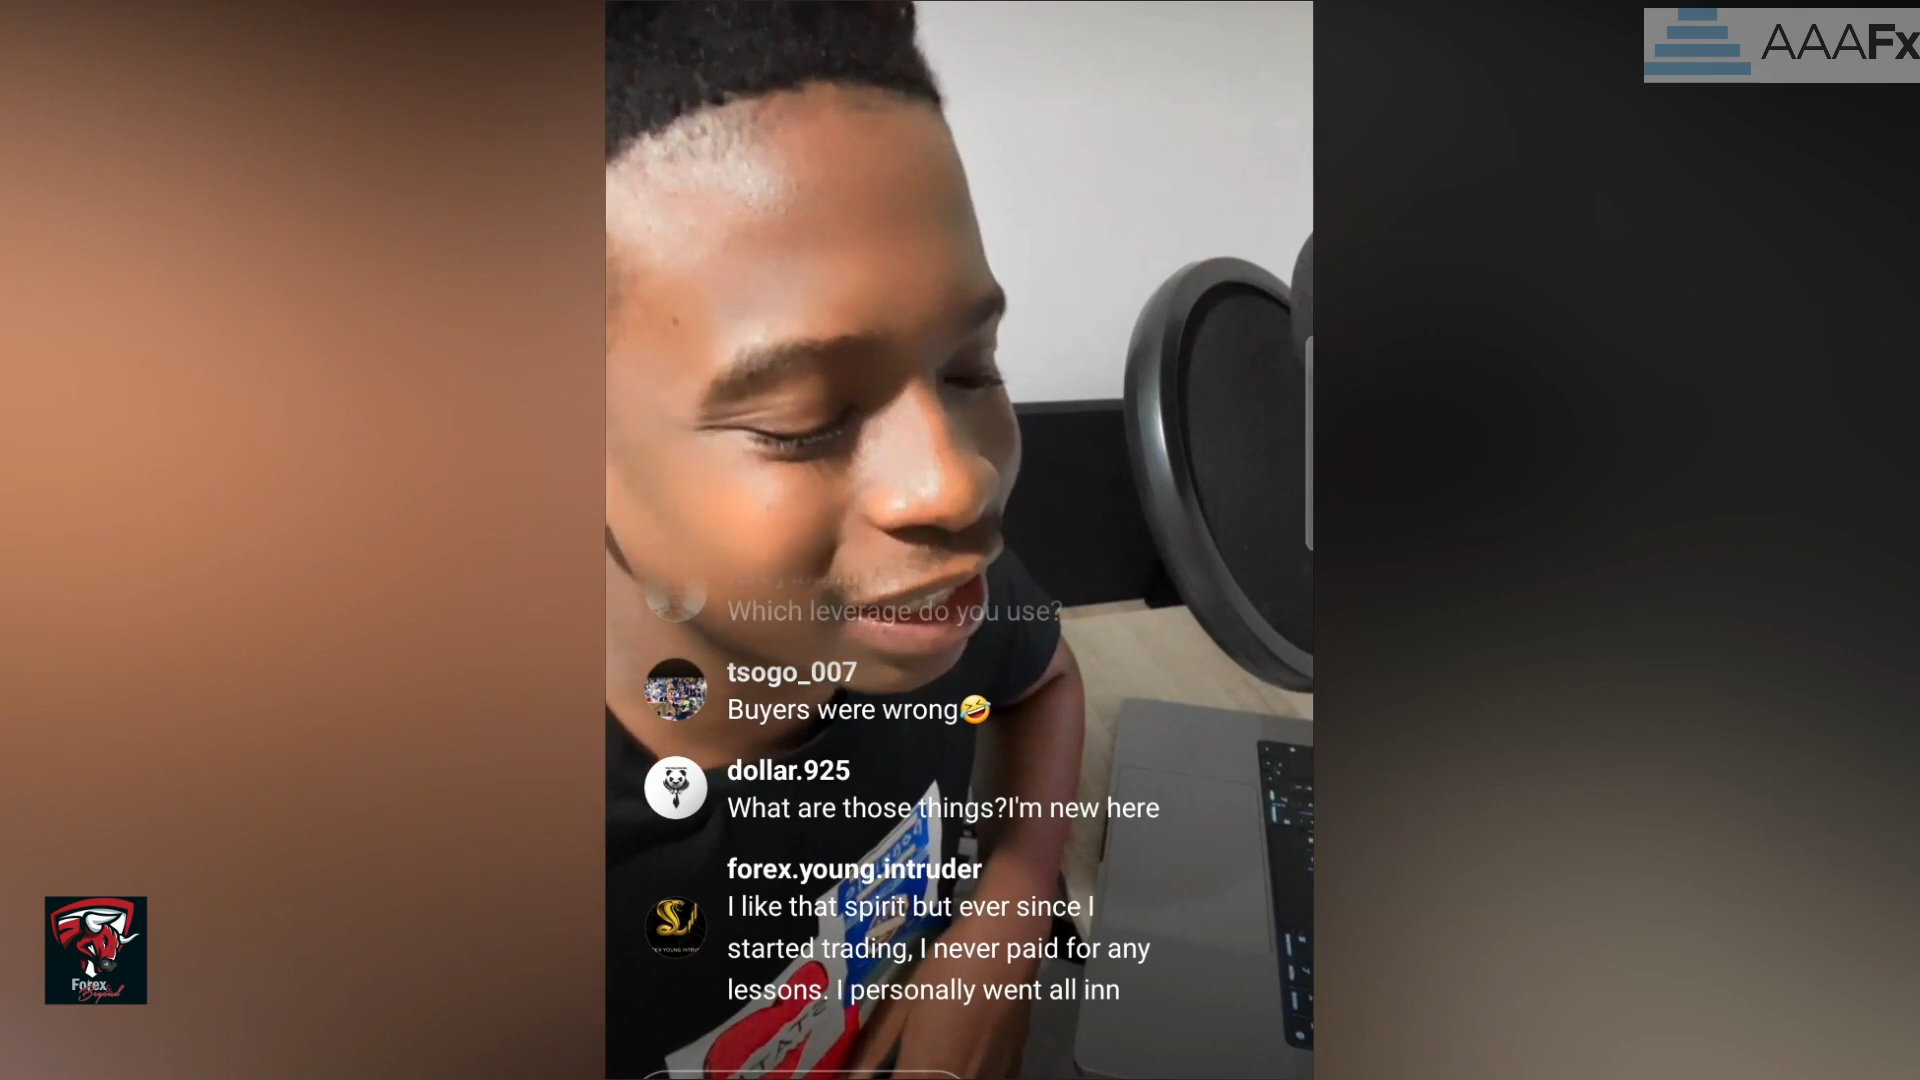 AAAFx
Which leverage do you use?
tsogo_007
Buyers were wrong🤣
dollar.925
What are those things?I'm new here
forex.young.intruder
I like that spirit but ever since I
started trading, I never paid for any
lessons. I personally went all inn
Forex
Beyond